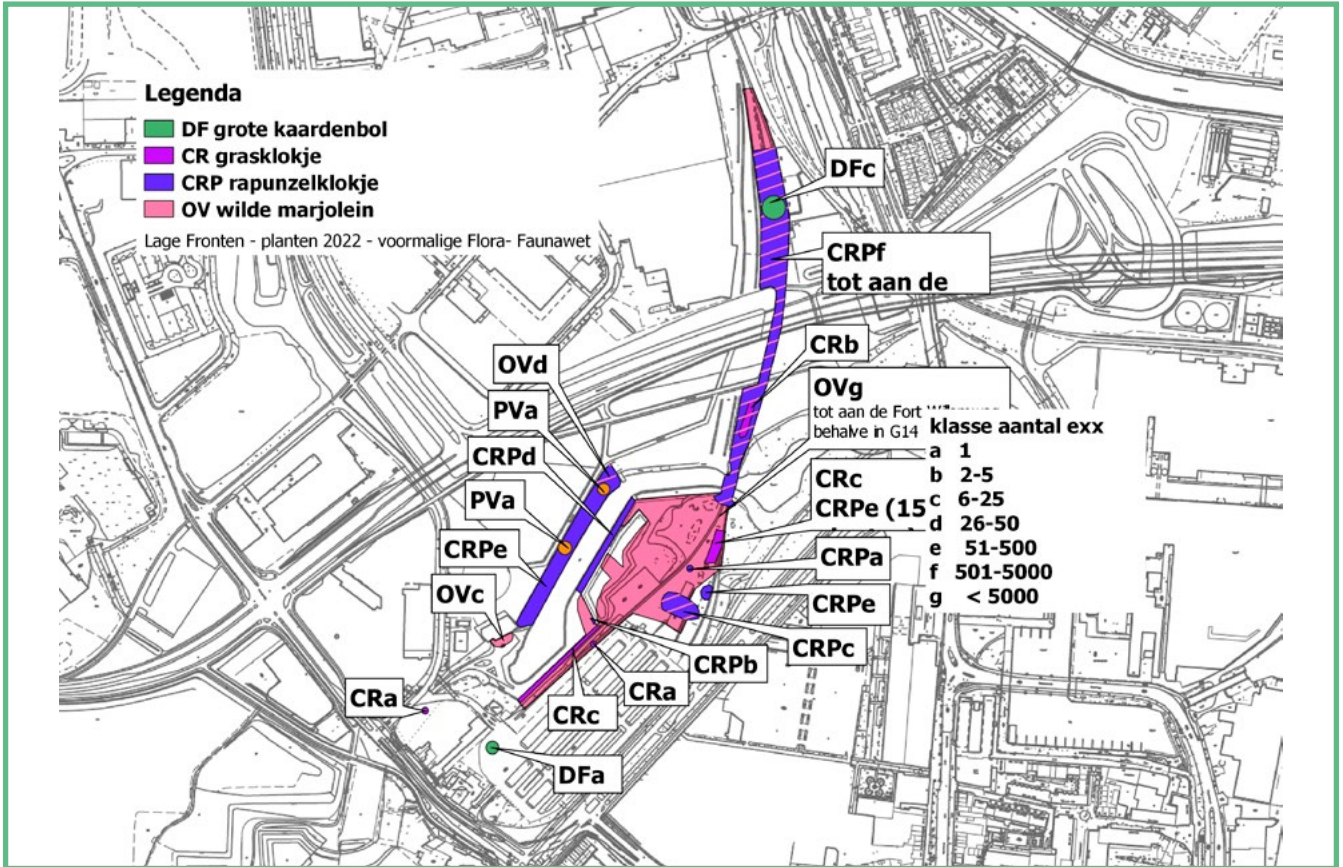 Legenda
DF grote kaardenbol
CR grasklokje
CRP rapunzelklokje
OV wilde marjolein
Lage Fronten - planten 2022 - voormalige Flora- Faunawet
DFc
CRPf
tot aan de
CRb
OVd
OVg
tot aan de Fort
behalve in G14
PVa
CRPd
PVa
CRPe
OVc
CRc
CRPe (15
CRPa
CRPe
CRPc
CRPb
CRa
CRc
CRa
DFa
klasse aantal exx
a 1
b 2-5
c 6-25
d 26-50
e 51-500
f 501-5000
g < 5000